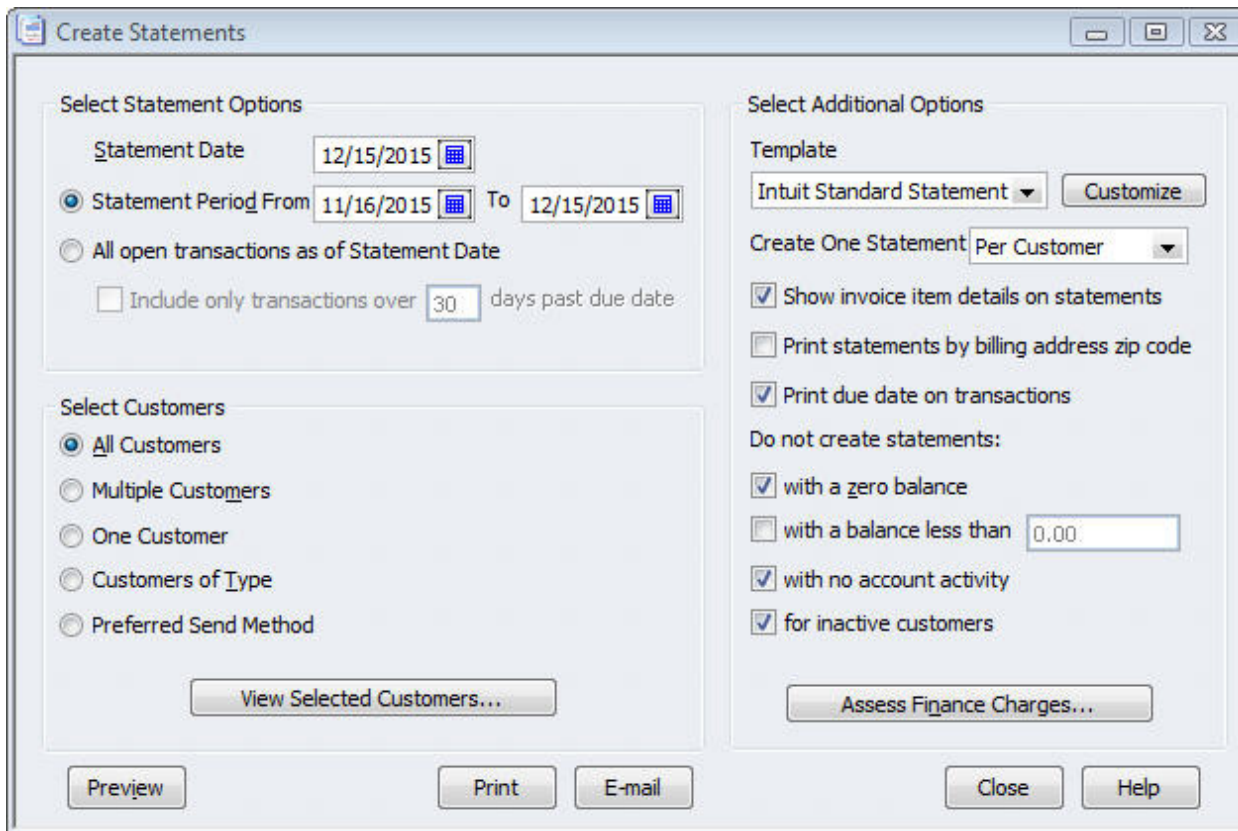 Create Statements
Select Statement Options
Statement Date 12/15/2015
Statement Period From 11/16/2015 To 12/15/2015
All open transactions as of Statement Date
Include only transactions over 30 days past due date
Select Customers
All Customers
Multiple Customers
One Customer
Customers of Type
Preferred Send Method
View Selected Customers...
Select Additional Options
Template
Intuit Standard Statement Customize
Create One Statement Per Customer
Show invoice item details on statements
Print statements by billing address zip code
Print due date on transactions
Do not create statements:
with a zero balance
with a balance less than 0.00
with no account activity
for inactive customers
Assess Finance Charges...
Preview Print E-mail Close Help